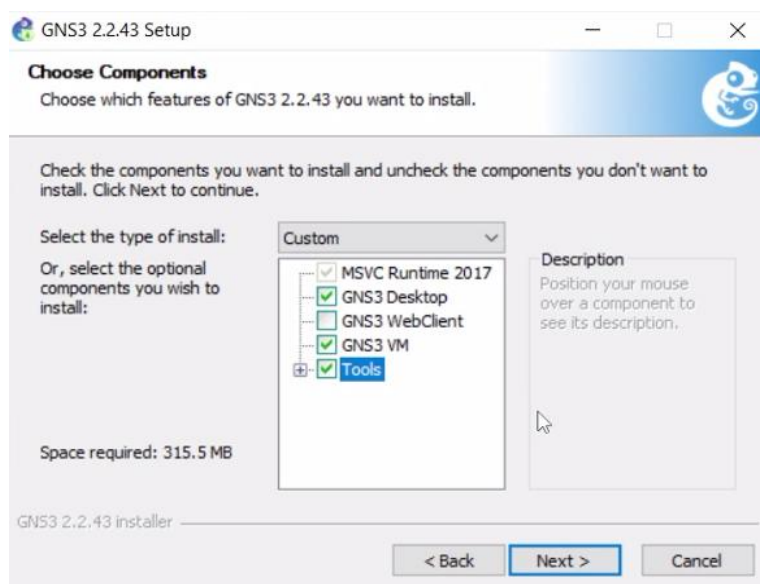 GNS3 2.2.43 Setup
Choose Components
Choose which features of GNS3 2.2.43 you want to install.
Check the components you want to install and uncheck the components you don't want to
install. Click Next to continue.
Select the type of install:
Custom
Or, select the optional
components you wish to
install:
MSVC Runtime 2017
GNS3 Desktop
GNS3 WebClient
GNS3 VM
Tools
Description
Position your mouse
over a component to
see its description.
Space required: 315.5 MB
GNS3 2.2.43 installer
< Back
Next >
Cancel